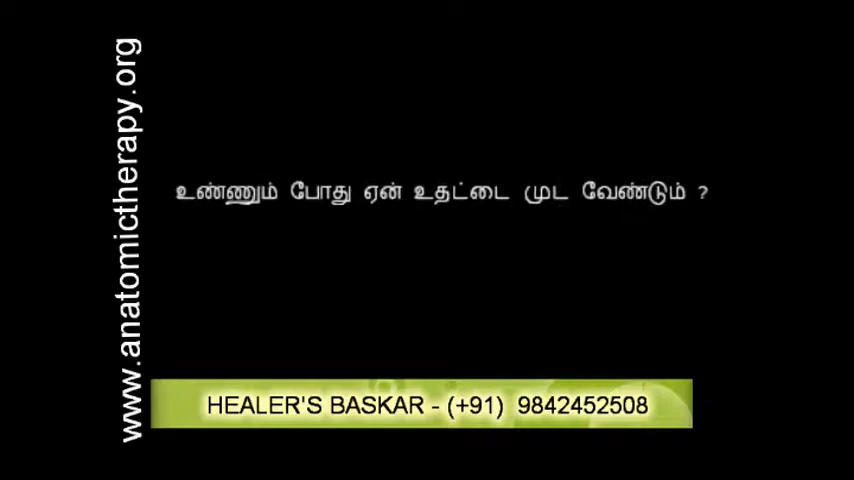 www.anatomictherapy.org
உண்ணும் போது ஏன் உதட்டை முட வேண்டும் ?
HEALER'S BASKAR - (+91) 9842452508